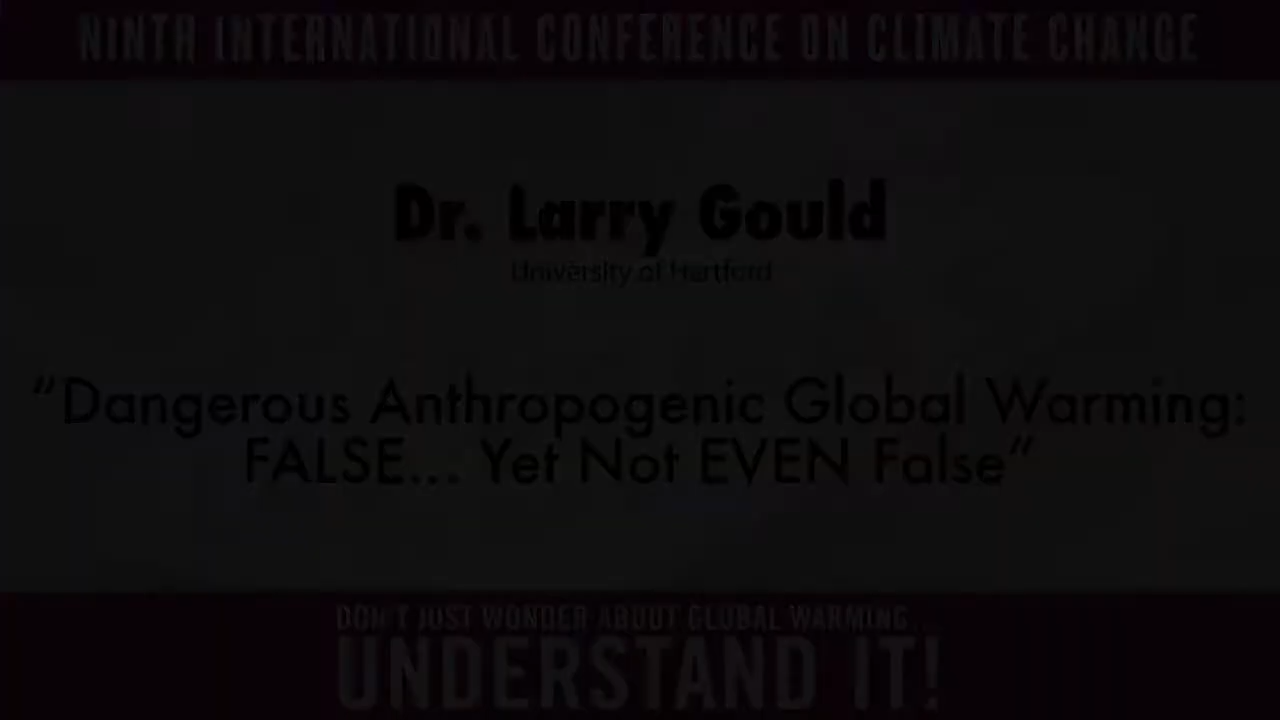 NINTH INTERNATIONAL CONFERENCE ON CLIMATE CHANGE
Dr. Larry Gould
University of Hartford
“Dangerous Anthropogenic Global Warming:
FALSE... Yet Not EVEN False”
DON'T JUST WONDER ABOUT GLOBAL WARMING...
UNDERSTAND IT!